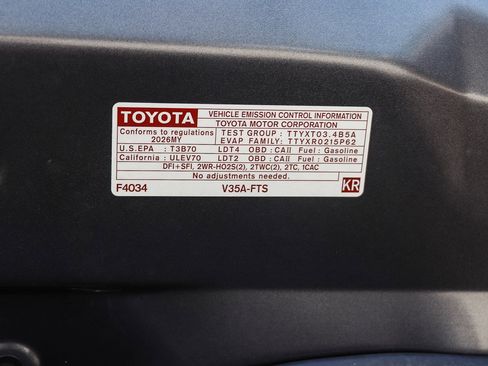 TOYOTA VEHICLE EMISSION CONTROL INFORMATION
TOYOTA MOTOR CORPORATION
Conforms to regulations TEST GROUP : TTYXT03.4B5A
2026MY EVAP FAMILY: TTYXR0215P62
U.S.EPA : T3B70 LDT4 OBD : CAII Fuel : Gasoline
California : ULEV70 LDT2 OBD : CAII Fuel : Gasoline
DFI+SFI, 2WR-HO2S(2), 2TWC(2), 2TC, ICAC
No adjustments needed.
F4034 V35A-FTS KR